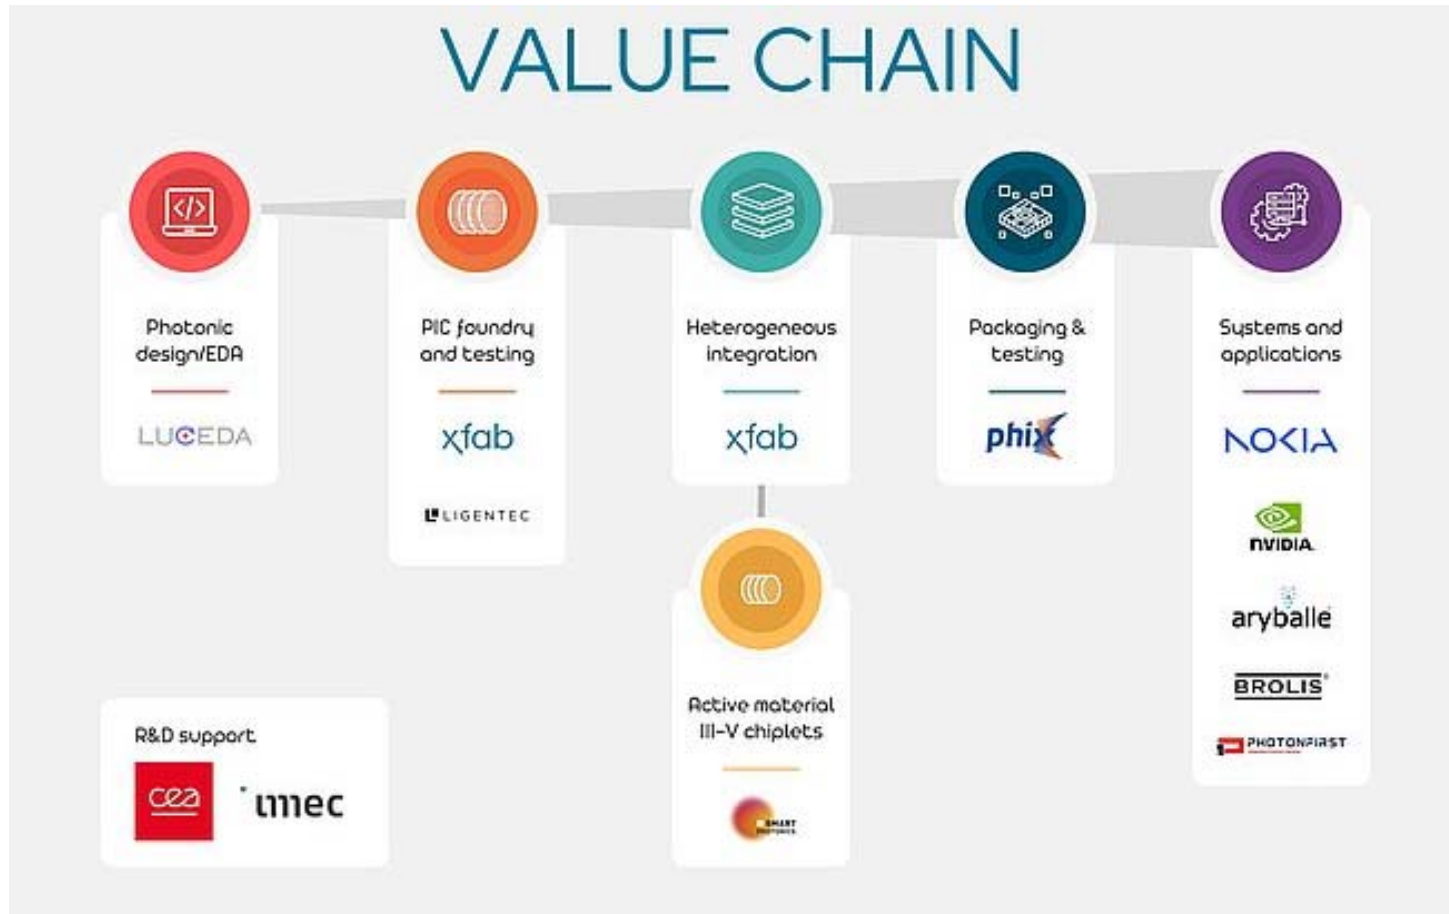 VALUE CHAIN
</>
Photonic
design/EDA
LUCEDA
PIC foundry
and testing
xfab
LIGENTEC
Heterogeneous
integration
xfab
Active material
III-V chiplets
SMART
PHOTONICS
Packaging &
testing
phix
Systems and
applications
NOKIA
NVIDIA.
aryballe
BROLIS
PHOTONFIRST
R&D support
cea
imec